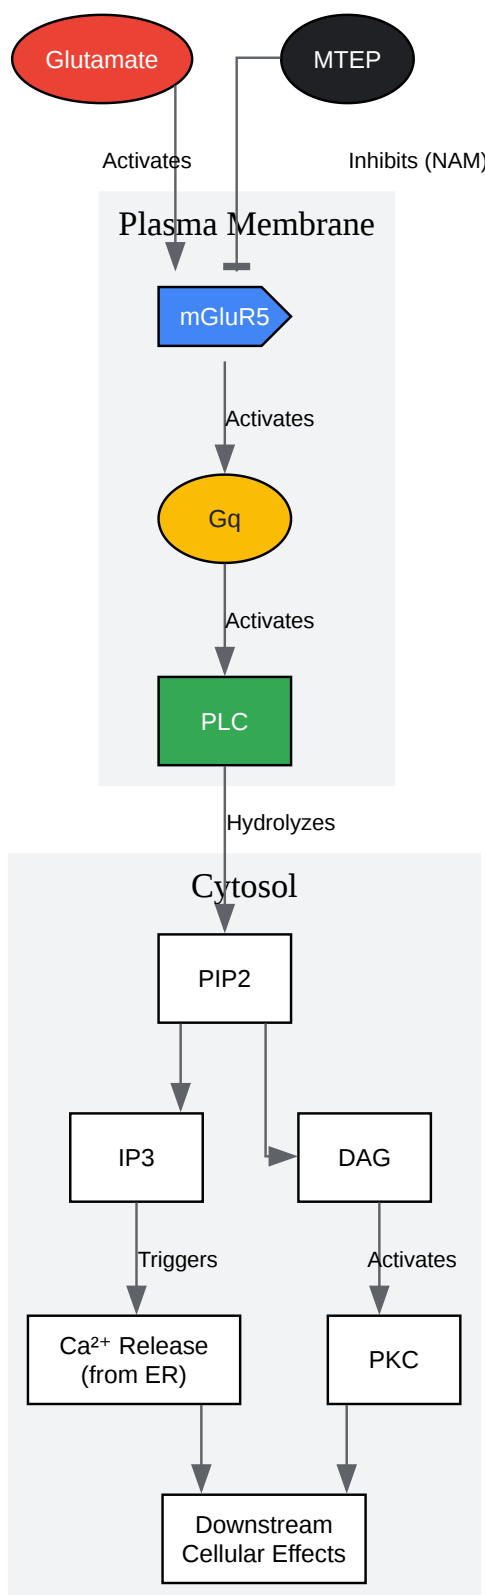 Glutamate
MTEP
Activates
Inhibits (NAM)
Plasma Membrane
mGluR5
Activates
Gq
Activates
PLC
Hydrolyzes
Cytosol
PIP2
IP3
DAG
Triggers
Activates
Ca²⁺ Release
(from ER)
PKC
Downstream
Cellular Effects